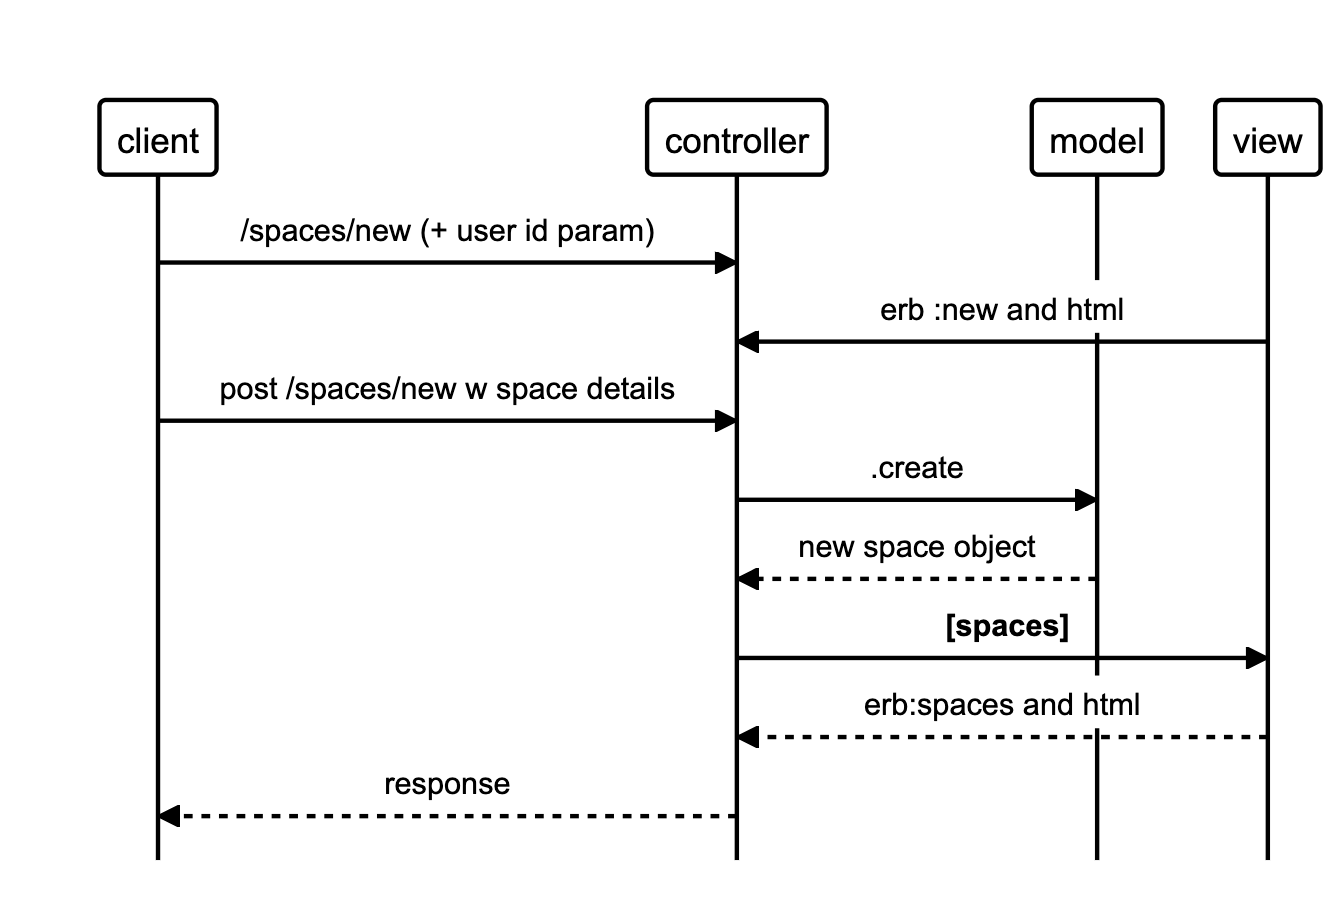 client
controller
model
view
/spaces/new (+ user id param)
erb :new and html
post /spaces/new w space details
.create
new space object
[spaces]
erb:spaces and html
response